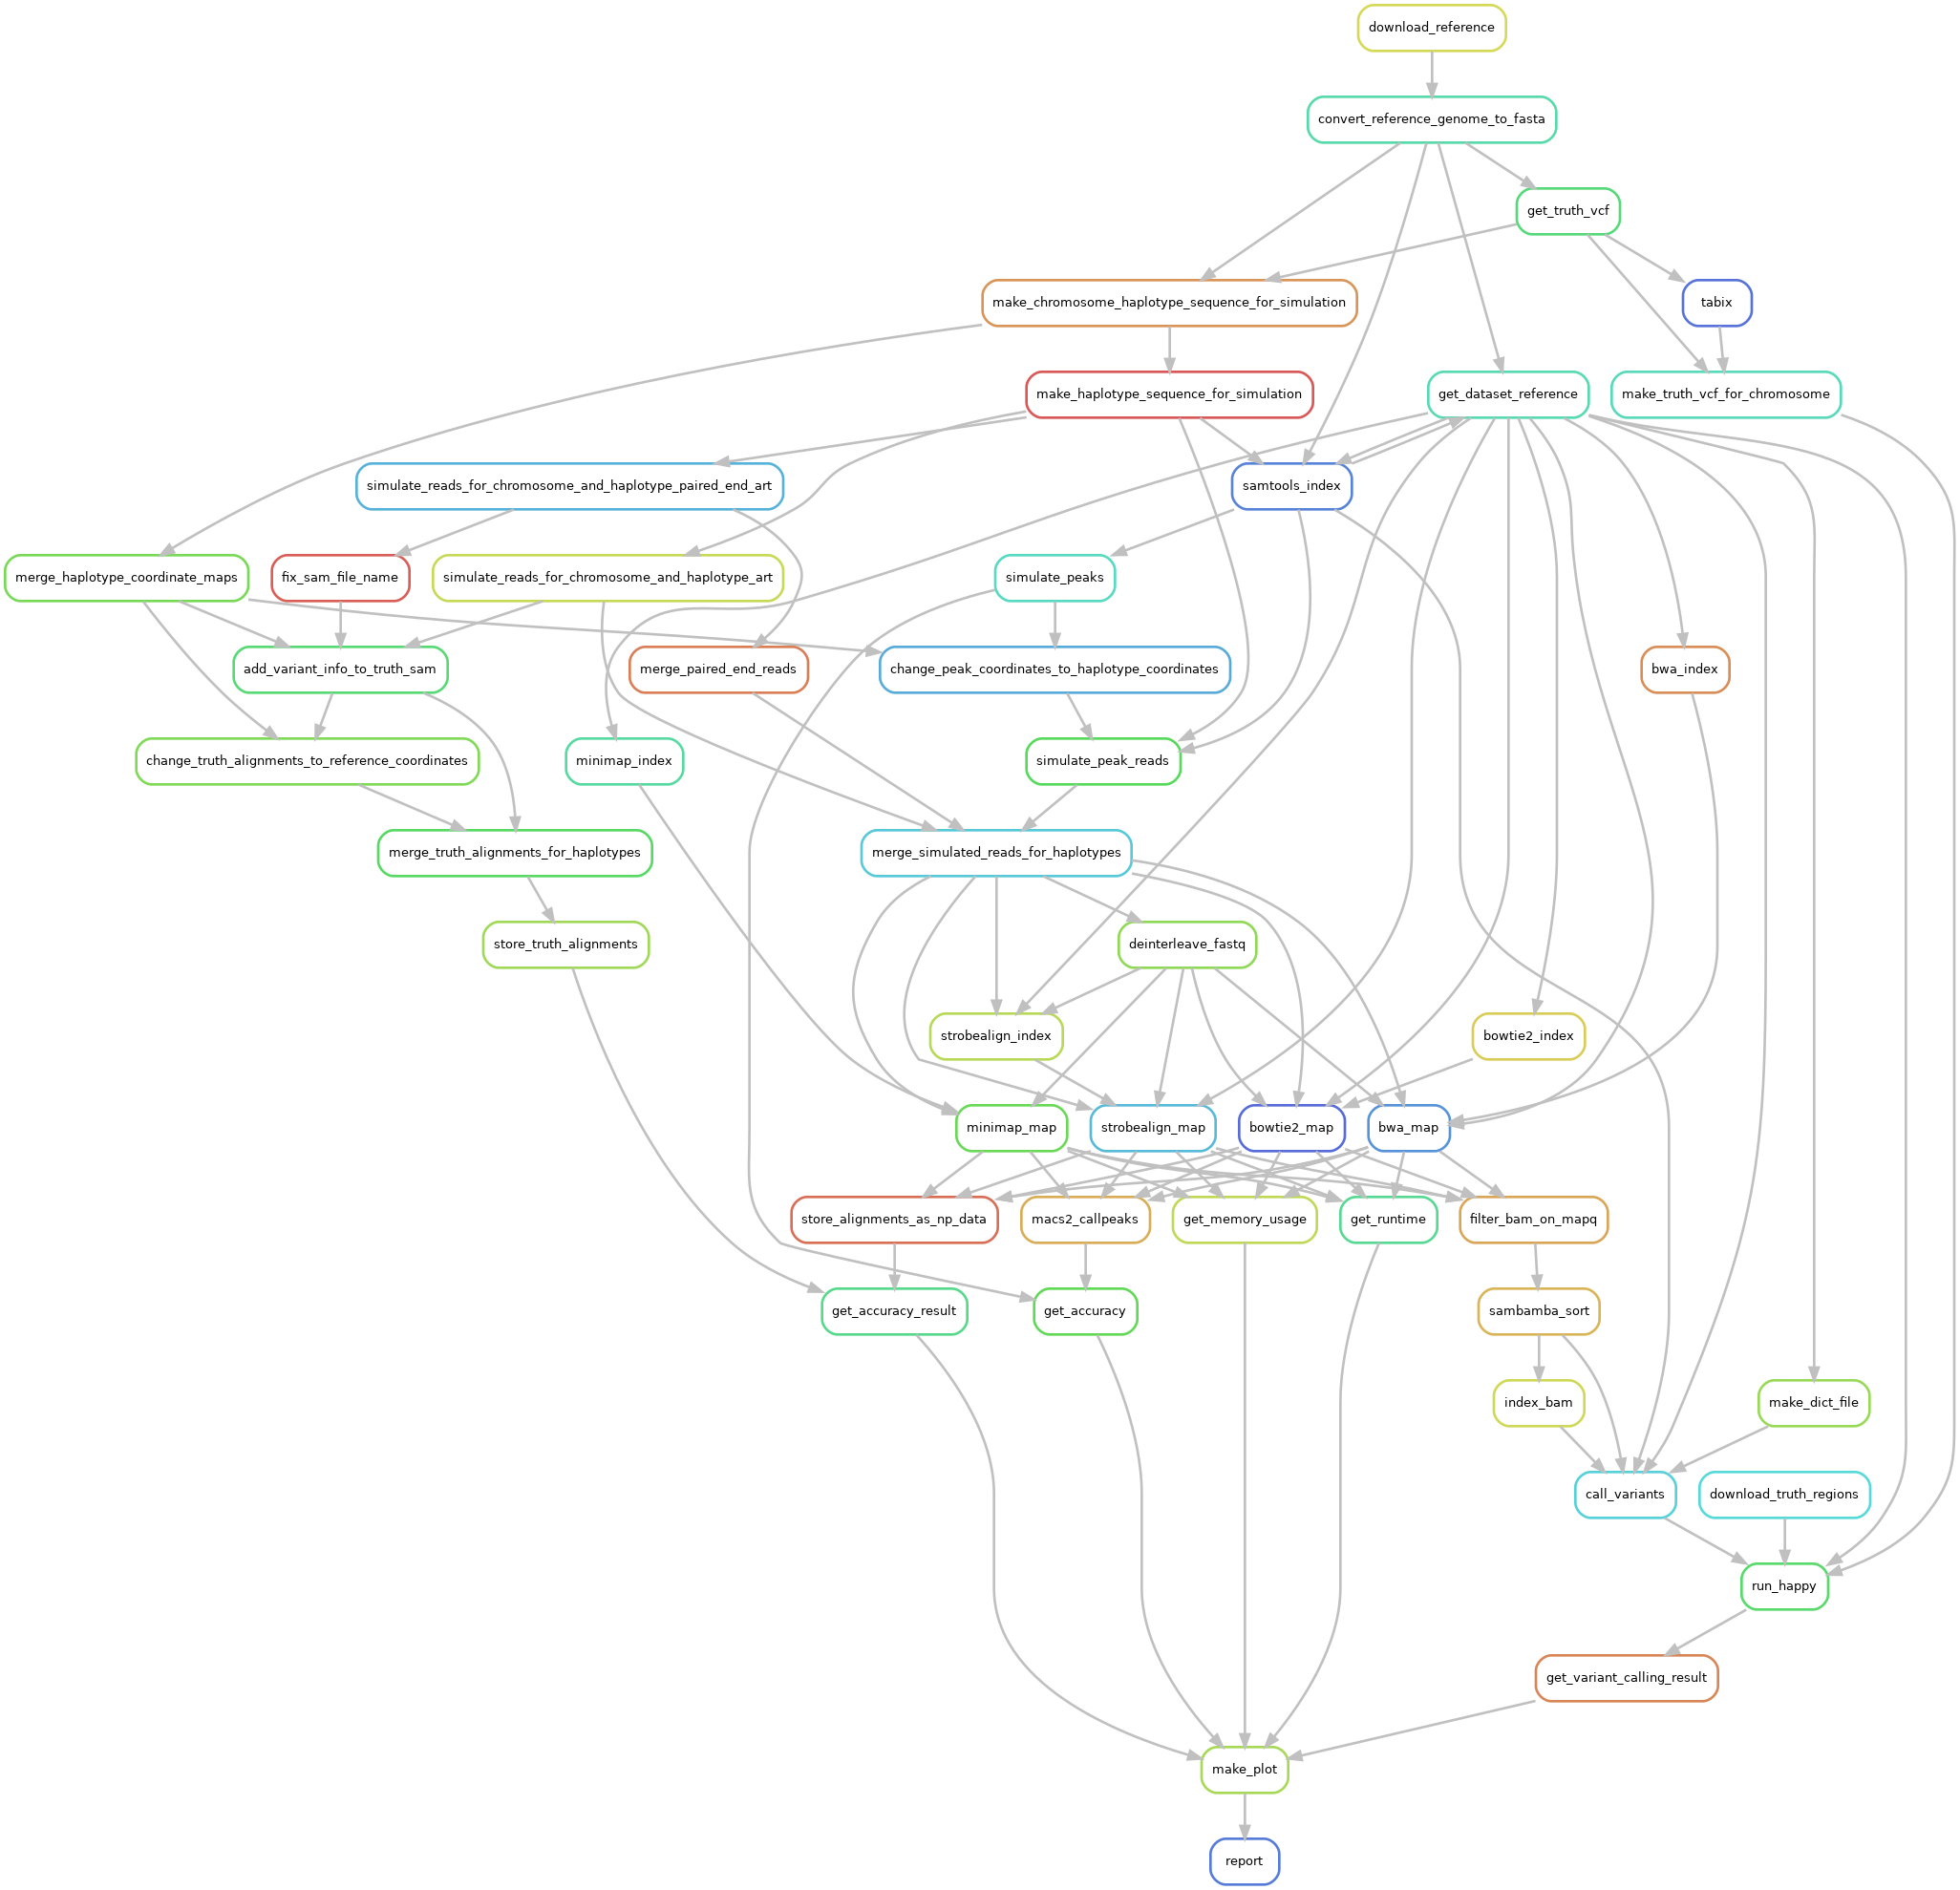 download_reference
convert_reference_genome_to_fasta
get_truth_vcf
make_chromosome_haplotype_sequence_for_simulation
tabix
make_haplotype_sequence_for_simulation
get_dataset_reference
make_truth_vcf_for_chromosome
simulate_reads_for_chromosome_and_haplotype_paired_end_art
samtools_index
merge_haplotype_coordinate_maps
fix_sam_file_name
simulate_reads_for_chromosome_and_haplotype_art
simulate_peaks
add_variant_info_to_truth_sam
merge_paired_end_reads
change_peak_coordinates_to_haplotype_coordinates
bwa_index
change_truth_alignments_to_reference_coordinates
minimap_index
simulate_peak_reads
merge_truth_alignments_for_haplotypes
merge_simulated_reads_for_haplotypes
store_truth_alignments
deinterleave_fastq
strobealign_index
bowtie2_index
minimap_map
strobealign_map
bowtie2_map
bwa_map
store_alignments_as_np_data
macs2_callpeaks
get_memory_usage
get_runtime
filter_bam_on_mapq
get_accuracy_result
get_accuracy
sambamba_sort
index_bam
make_dict_file
call_variants
download_truth_regions
run_happy
get_variant_calling_result
make_plot
report